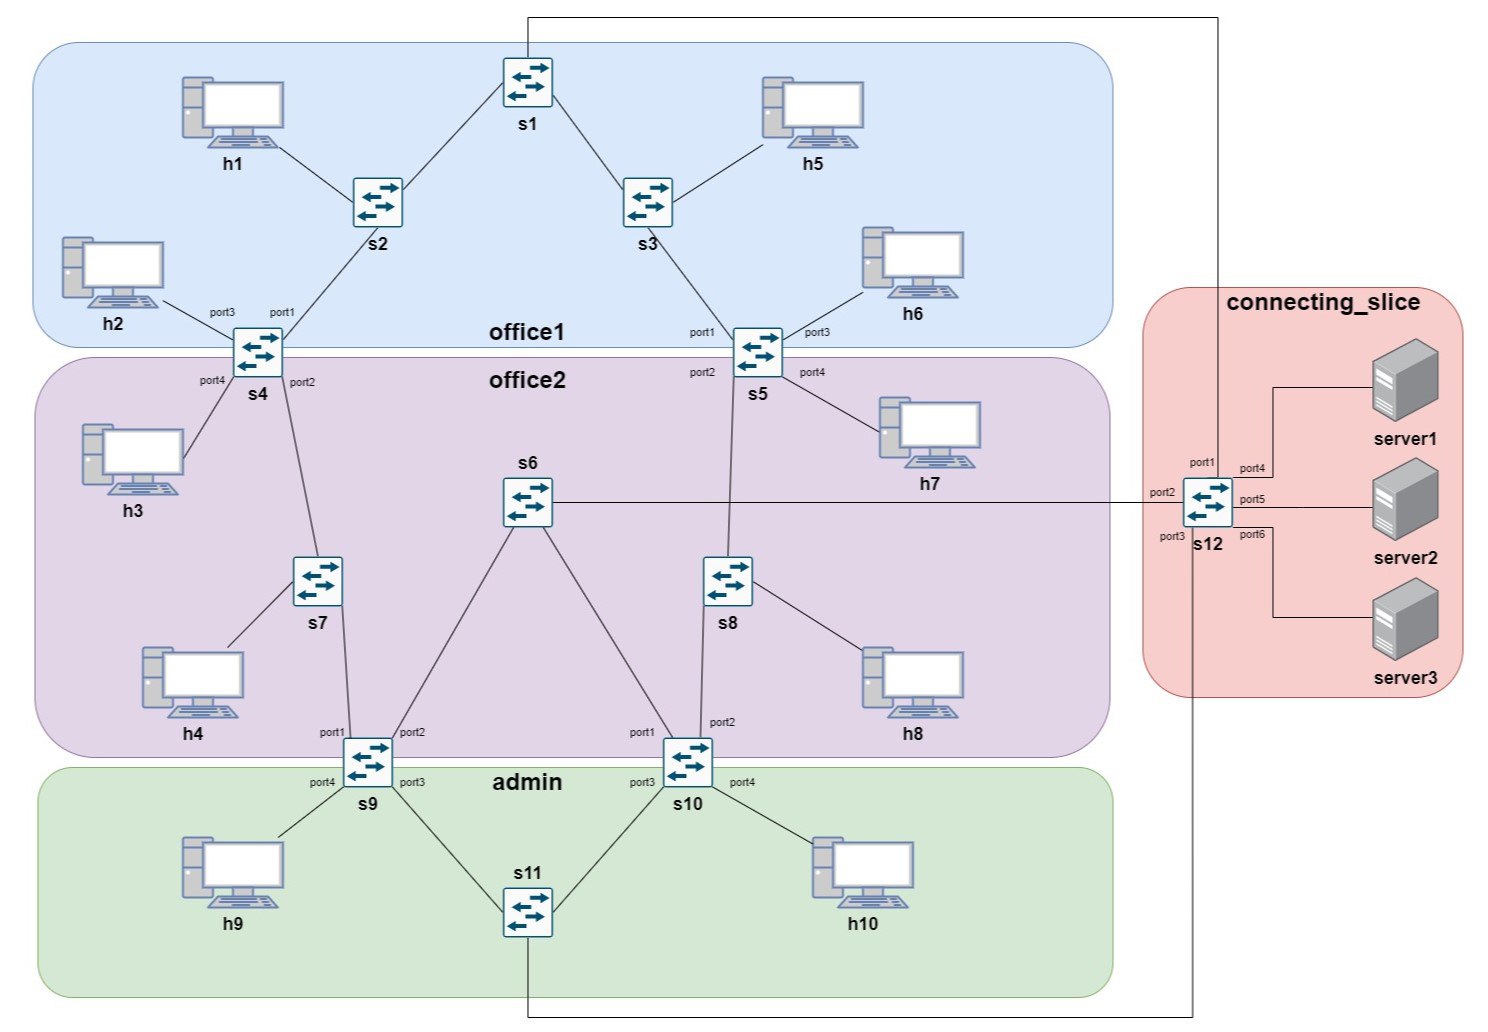 s1
h1
h5
s2
s3
h2
h6
port3
port1
office1
port1
port3
connecting_slice
port4
port2
s4
office2
port2
port4
s5
server1
s6
h7
h3
port1
port4
port2
port5
port3
port6
s12
server2
s7
s8
server3
h4
h8
port1
port2
port1
port2
admin
port4
port3
port3
port4
s9
s10
s11
h9
h10